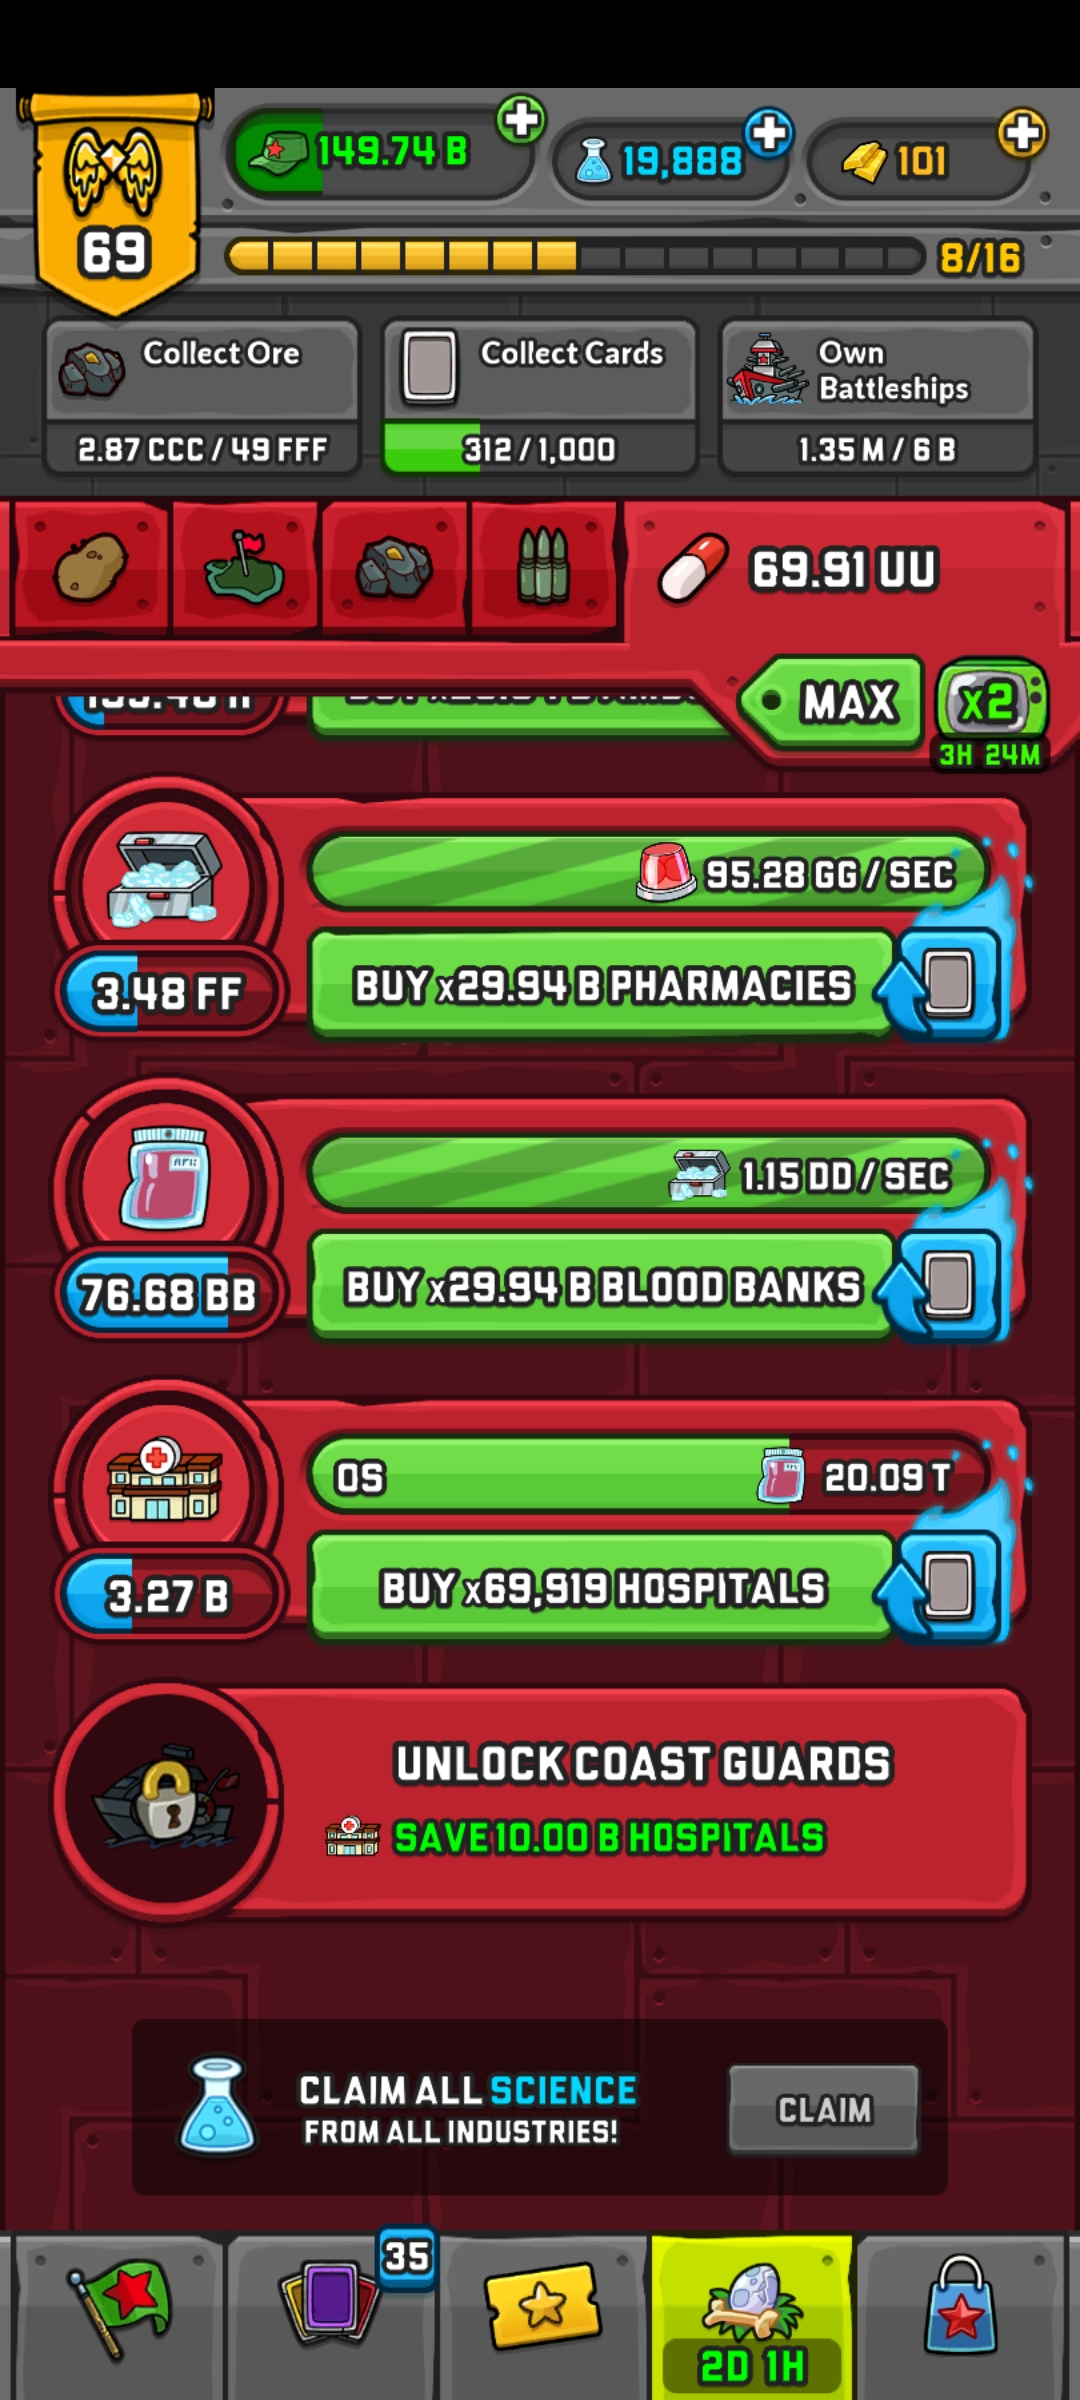 149.74 B
19,888
101
69
8/16
Collect Ore
2.87 CCC / 49 FFF
Collect Cards
312 / 1,000
Own
Battleships
1.35 M / 6 B
69.91 UU
MAX
x2
3H 24M
95.28 GG / SEC
3.48 FF
BUY x29.94 B PHARMACIES
1.15 DD / SEC
76.68 BB
BUY x29.94 B BLOOD BANKS
0S
20.09 T
3.27 B
BUY x69,919 HOSPITALS
UNLOCK COAST GUARDS
SAVE 10.00 B HOSPITALS
CLAIM ALL SCIENCE
FROM ALL INDUSTRIES!
CLAIM
35
2D 1H